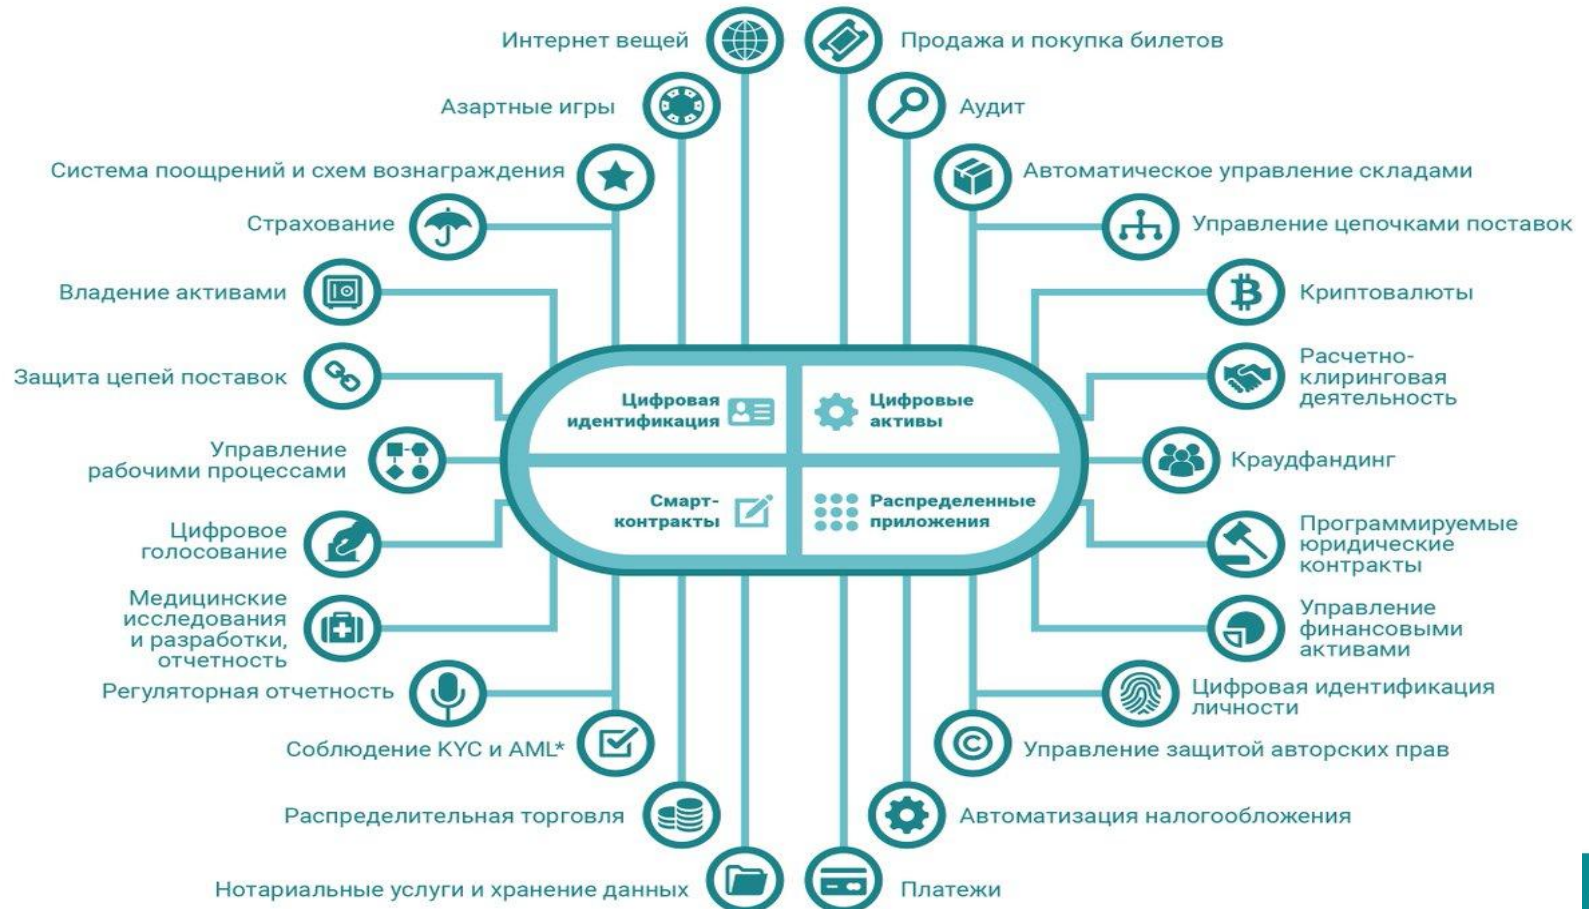 Интернет вещей
Продажа и покупка билетов
Азартные игры
Аудит
Система поощрений и схем вознаграждения
Автоматическое управление складами
Страхование
Управление цепочками поставок
Владение активами
Криптовалюты
Защита цепей поставок
Расчетно-
клиринговая
деятельность
Цифровая
идентификация
Цифровые
активы
Управление
рабочими процессами
Краудфандинг
Смарт-
контракты
Распределенные
приложения
Цифровое
голосование
Программируемые
юридические
контракты
Медицинские
исследования
и разработки,
отчетность
Управление
финансовыми
активами
Регуляторная отчетность
Цифровая идентификация
личности
Соблюдение KYC и AML*
Управление защитой авторских прав
Распределительная торговля
Автоматизация налогообложения
Нотариальные услуги и хранение данных
Платежи